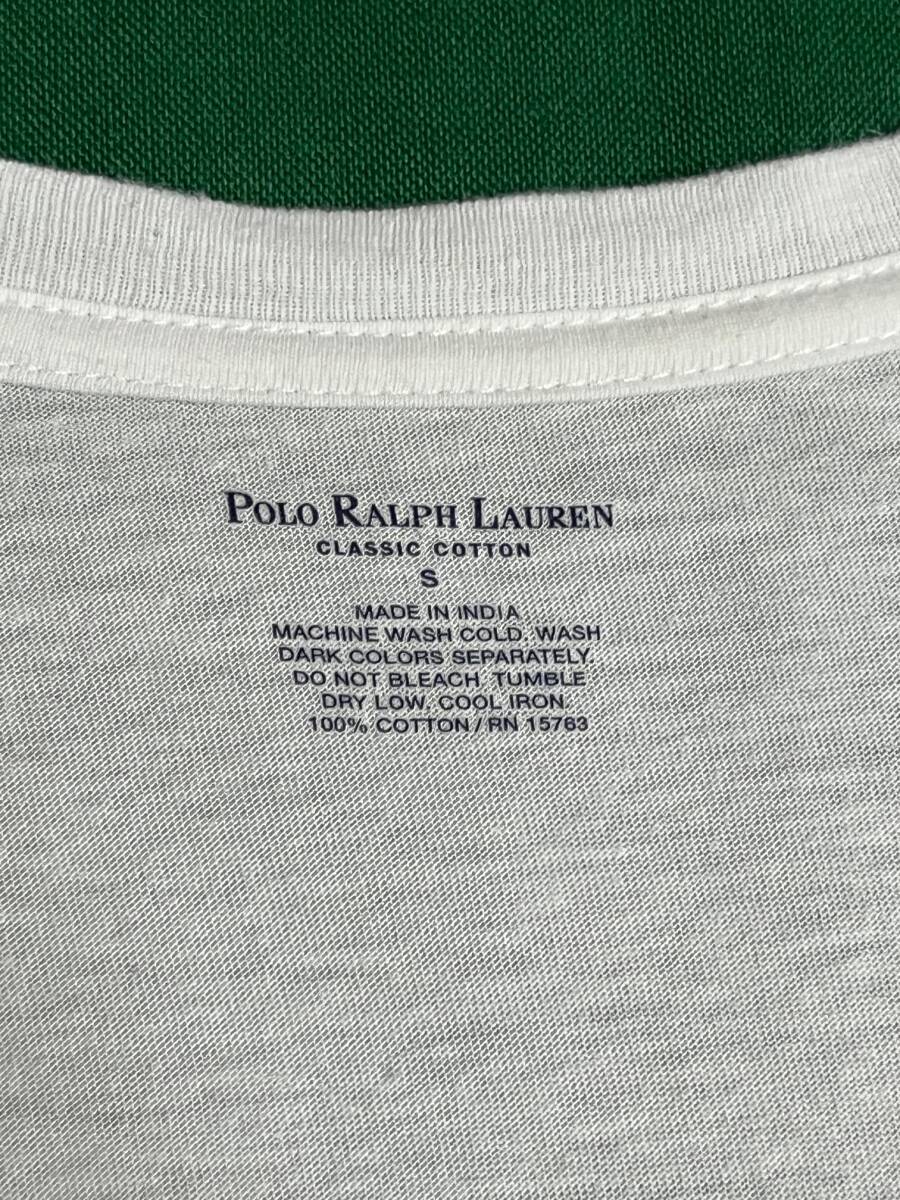 POLO RALPH LAUREN
CLASSIC COTTON
S
MADE IN INDIA
MACHINE WASH COLD. WASH
DARK COLORS SEPARATELY.
DO NOT BLEACH. TUMBLE
DRY LOW. COOL IRON.
100% COTTON / RN 15763